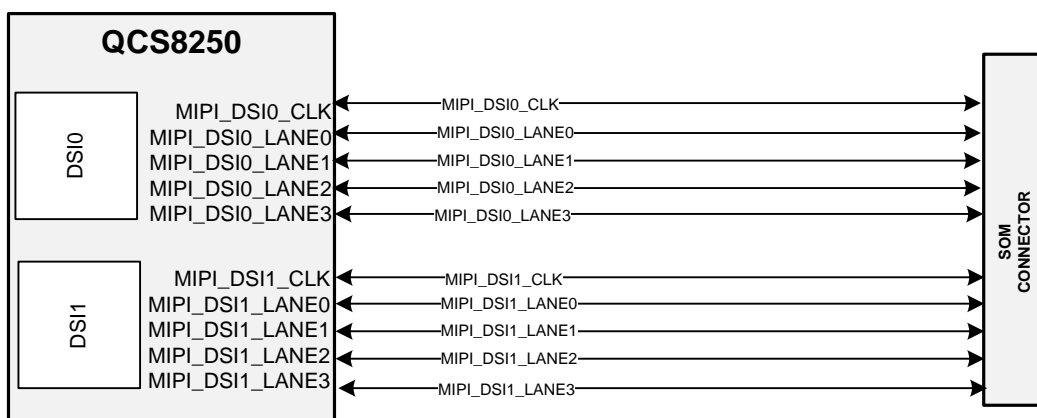 QCS8250
DSI0
MIPI_DSI0_CLK
MIPI_DSI0_LANE0
MIPI_DSI0_LANE1
MIPI_DSI0_LANE2
MIPI_DSI0_LANE3
MIPI_DSI0_CLK
MIPI_DSI0_LANE0
MIPI_DSI0_LANE1
MIPI_DSI0_LANE2
MIPI_DSI0_LANE3
DSI1
MIPI_DSI1_CLK
MIPI_DSI1_LANE0
MIPI_DSI1_LANE1
MIPI_DSI1_LANE2
MIPI_DSI1_LANE3
MIPI_DSI1_CLK
MIPI_DSI1_LANE0
MIPI_DSI1_LANE1
MIPI_DSI1_LANE2
MIPI_DSI1_LANE3
SOM
CONNECTOR